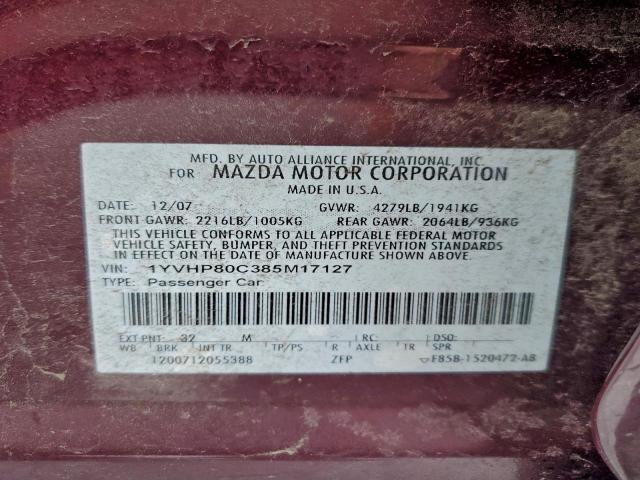 MFD. BY AUTO ALLIANCE INTERNATIONAL, INC.
FOR MAZDA MOTOR CORPORATION
MADE IN U.S.A.
DATE: 12/07 GVWR: 4279LB/1941KG
FRONT GAWR: 2216LB/1005KG REAR GAWR: 2064LB/936KG
THIS VEHICLE CONFORMS TO ALL APPLICABLE FEDERAL MOTOR
VEHICLE SAFETY, BUMPER, AND THEFT PREVENTION STANDARDS
IN EFFECT ON THE DATE OF MANUFACTURE SHOWN ABOVE.
VIN: 1YVHP80C385M17127
TYPE: Passenger Car
EXT PNT: 32 M RC: DSO:
WB BRK INT TR TP/PS R AXLE TR SPR
1200712055388 ZFP F85B-1520472-AB